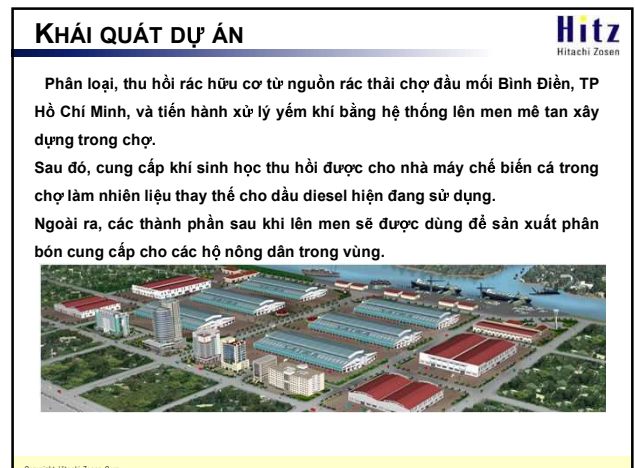 KHÁI QUÁT DỰ ÁN
Hitz
Hitachi Zosen
Phân loại, thu hồi rác hữu cơ từ nguồn rác thải chợ đầu mối Bình Điền, TP
Hồ Chí Minh, và tiến hành xử lý yếm khí bằng hệ thống lên men mê tan xây
dựng trong chợ.
Sau đó, cung cấp khí sinh học thu hồi được cho nhà máy chế biến cá trong
chợ làm nhiên liệu thay thế cho dầu diesel hiện đang sử dụng.
Ngoài ra, các thành phần sau khi lên men sẽ được dùng để sản xuất phân
bón cung cấp cho các hộ nông dân trong vùng.